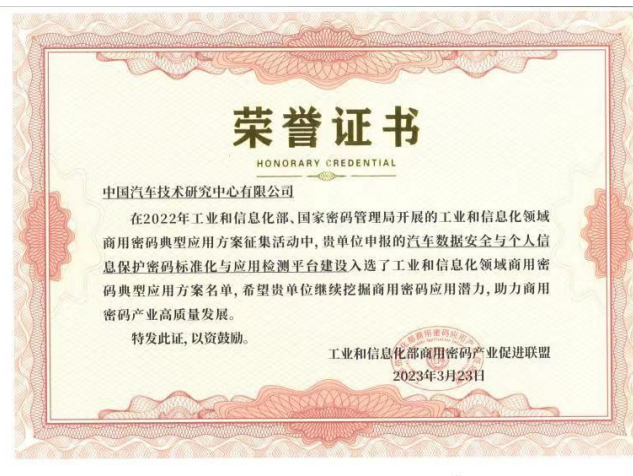 荣誉证书
HONORARY CREDENTIAL
中国汽车技术研究中心有限公司
在2022年工业和信息化部、国家密码管理局开展的工业和信息化领域
商用密码典型应用方案征集活动中，贵单位申报的汽车数据安全与个人信
息保护密码标准化与应用检测平台建设入选了工业和信息化领域商用密
码典型应用方案名单，希望贵单位继续挖掘商用密码应用潜力，助力商用
密码产业高质量发展。
特发此证，以资鼓励。
工业和信息化部商用密码产业促进联盟
2023年3月23日